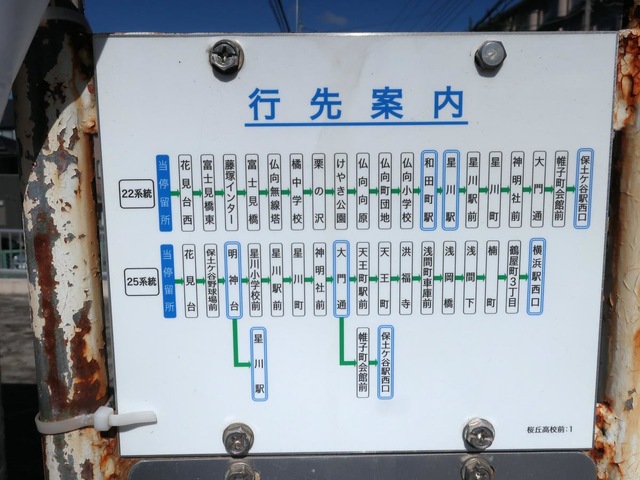 行先案内
22系統
当停留所
花見台西
富士見橋東
藤塚インター
富士見橋
仏向無線塔
橘中学校
栗の沢
けやき公園
仏向向原
仏向町団地
仏向小学校
和田町駅
星川駅
星川駅前
星川町
神明社前
大門通
帷子町会館前
保土ケ谷駅西口
25系統
当停留所
花見台
保土ケ谷野球場前
明神台
星川小学校前
星川町
神明社前
大門通
天王町駅前
天王町
洪福寺
浅間町車庫前
浅岡橋
浅間下
楠町
鶴屋町3丁目
横浜駅西口
星川駅
帷子町会館前
保土ケ谷駅西口
桜丘高校前:1